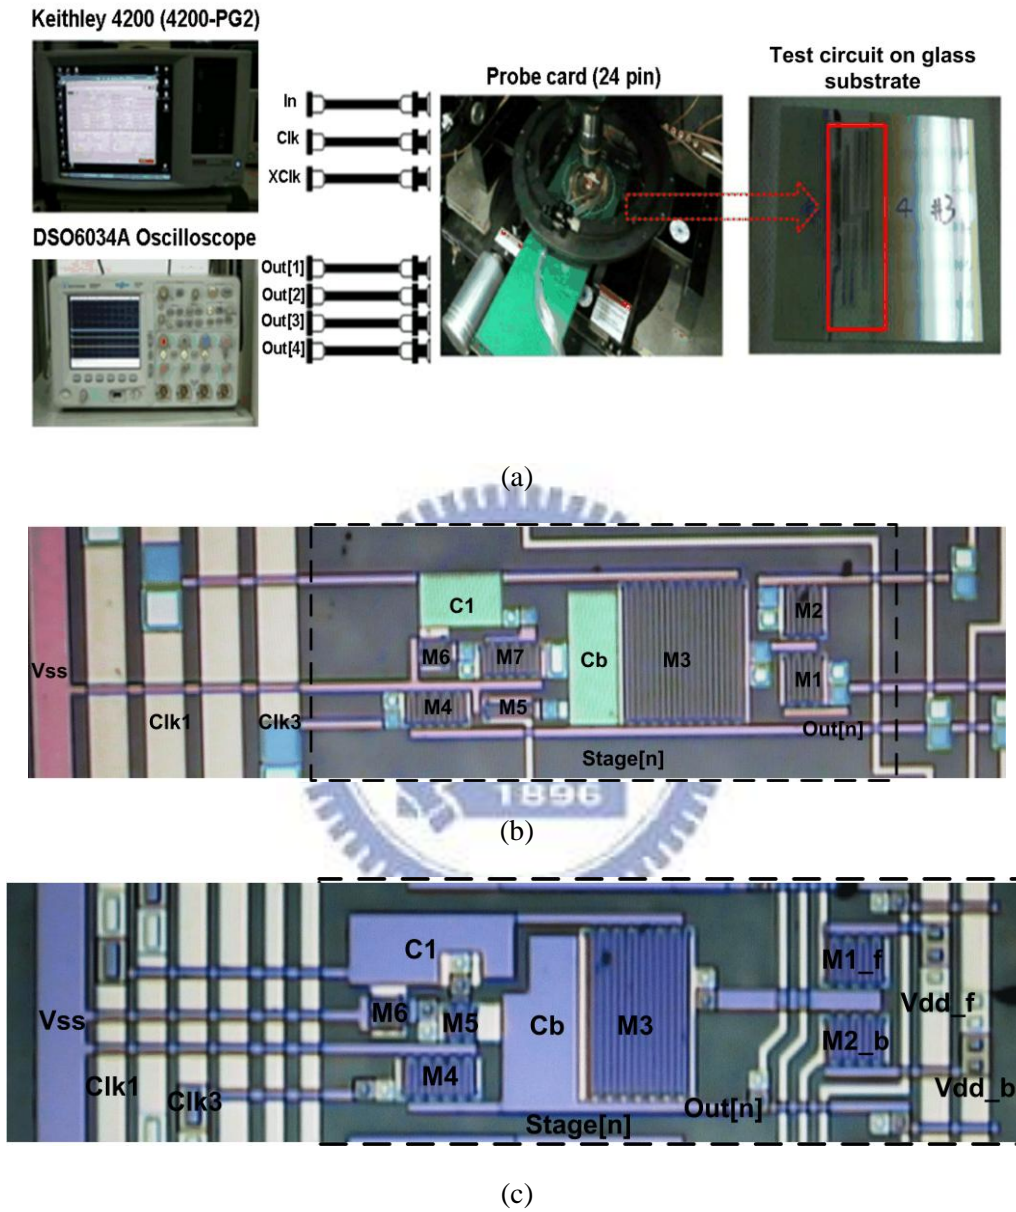 Keithley 4200 (4200-PG2)
In
Clk
XClk
Probe card (24 pin)
Test circuit on glass
substrate
4 #3
DSO6034A Oscilloscope
Out[1]
Out[2]
Out[3]
Out[4]
(a)
C1
M2
M6
M7
Cb
M3
Vss
M1
M4
M5
Clk1
Clk3
Out[n]
Stage[n]
1896
(b)
C1
M1_f
M6
M5
Cb
M3
Vdd_f
Vss
M2_b
M4
Clk1
Clk3
Out[n]
Vdd_b
Stage[n]
(c)